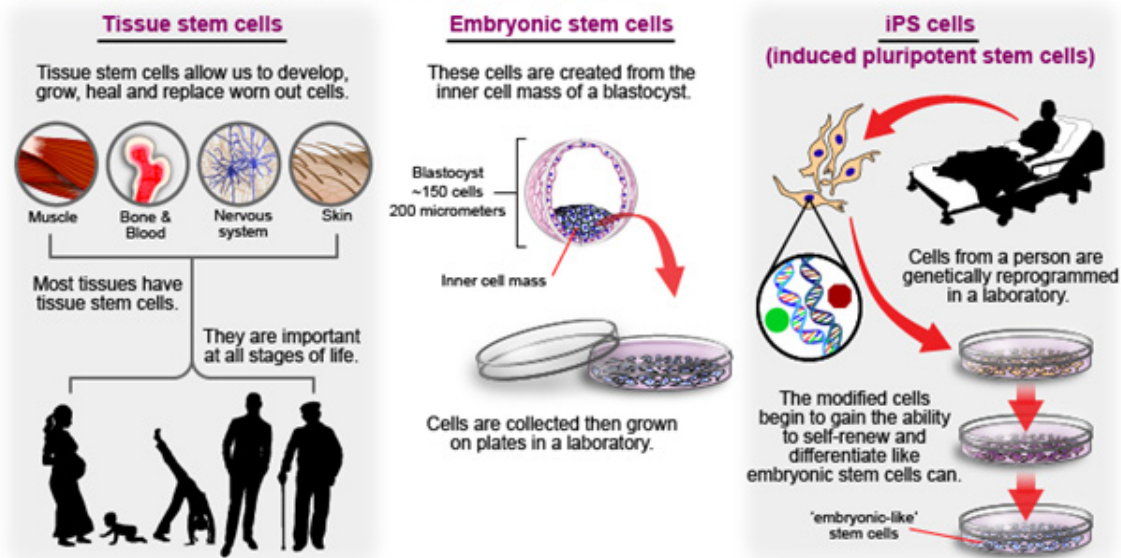 Tissue stem cells
Tissue stem cells allow us to develop,
grow, heal and replace worn out cells.
Muscle
Bone &
Blood
Nervous
system
Skin
Most tissues have
tissue stem cells.
They are important
at all stages of life.
Embryonic stem cells
These cells are created from the
inner cell mass of a blastocyst.
Blastocyst
~150 cells
200 micrometers
Inner cell mass
Cells are collected then grown
on plates in a laboratory.
iPS cells
(induced pluripotent stem cells)
Cells from a person are
genetically reprogrammed
in a laboratory.
The modified cells
begin to gain the ability
to self-renew and
differentiate like
embryonic stem cells can.
'embryonic-like'
stem cells